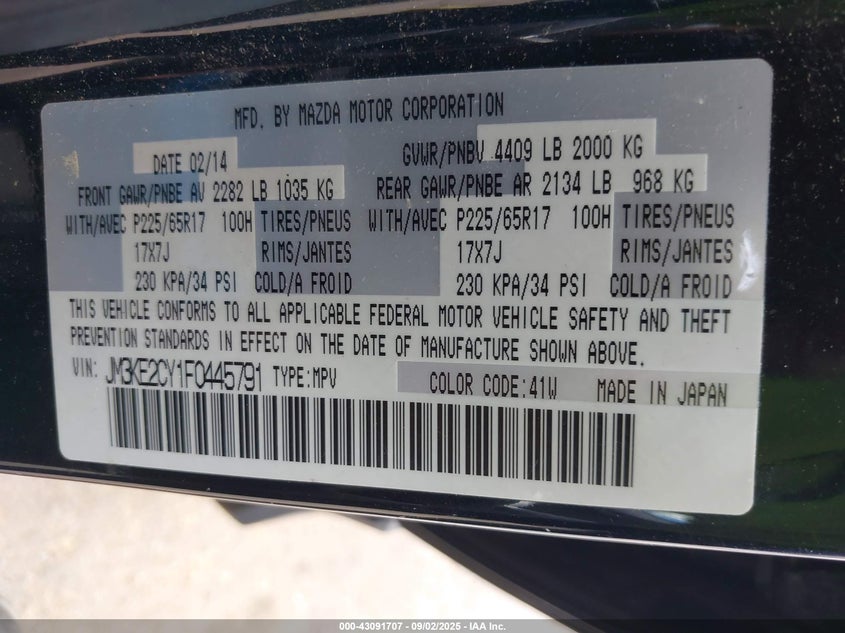 MFD. BY MAZDA MOTOR CORPORATION
DATE 02/14 GVWR/PNBV 4409 LB 2000 KG
FRONT GAWR/PNBE AV 2282 LB 1035 KG REAR GAWR/PNBE AR 2134 LB 968 KG
WITH/AVEC P225/65R17 100H TIRES/PNEUS WITH/AVEC P225/65R17 100H TIRES/PNEUS
17X7J RIMS/JANTES 17X7J RIMS/JANTES
230 KPA/34 PSI COLD/A FROID 230 KPA/34 PSI COLD/A FROID
THIS VEHICLE CONFORMS TO ALL APPLICABLE FEDERAL MOTOR VEHICLE SAFETY AND THEFT
PREVENTION STANDARDS IN EFFECT ON THE DATE OF MANUFACTURE SHOWN ABOVE.
VIN: JM3KE2CY1F0445791 TYPE:MPV COLOR CODE:41W MADE IN JAPAN
000-43091707 - 09/02/2025 - IAA Inc.